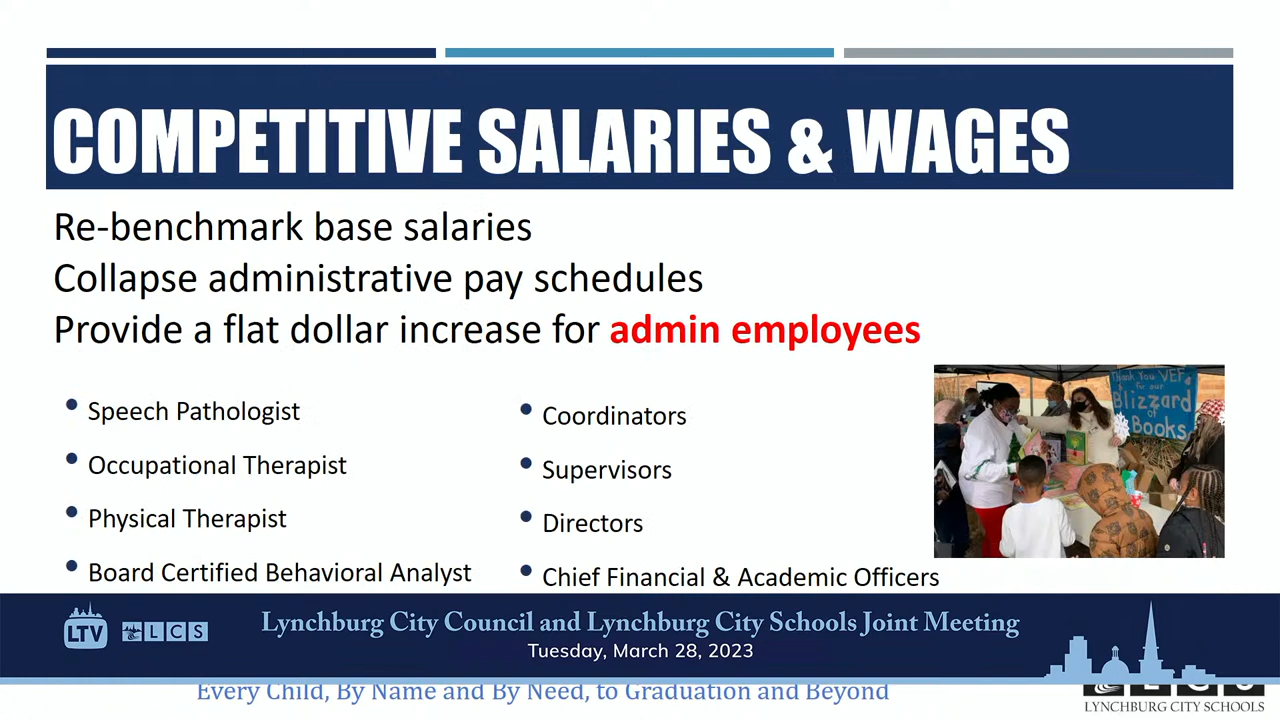 COMPETITIVE SALARIES & WAGES
Re-benchmark base salaries
Collapse administrative pay schedules
Provide a flat dollar increase for admin employees
Speech Pathologist
Occupational Therapist
Physical Therapist
Board Certified Behavioral Analyst
Coordinators
Supervisors
Directors
Chief Financial & Academic Officers
Thank You VEF
for our
Blizzard
of
Books
LTV
LCS
Lynchburg City Council and Lynchburg City Schools Joint Meeting
Tuesday, March 28, 2023
Every Child, By Name and By Need, to Graduation and Beyond
LYNCHBURG CITY SCHOOLS